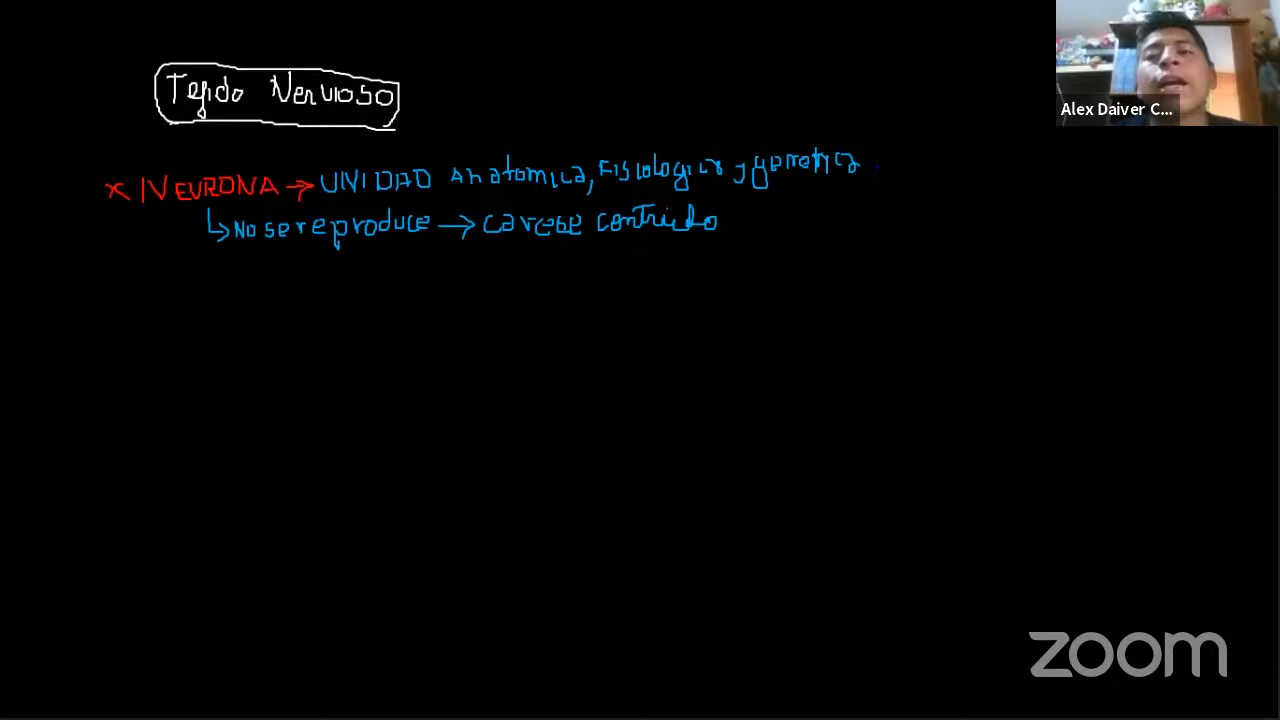 Tejido Nervioso
Alex Daiver C...
x NEURONA → UNIDAD Anatomica, Fisiologica y genetica
↳ No se reproduce → carece centriolo
zoom